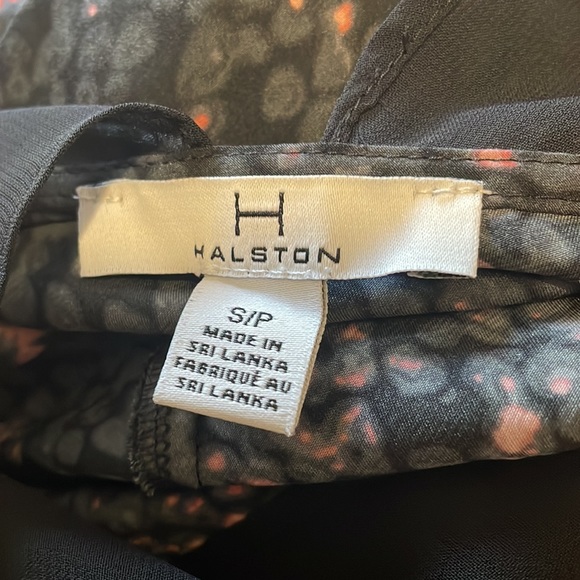 H
HALSTON
S/P
MADE IN
SRI LANKA
FABRIQUÉ AU
SRI LANKA